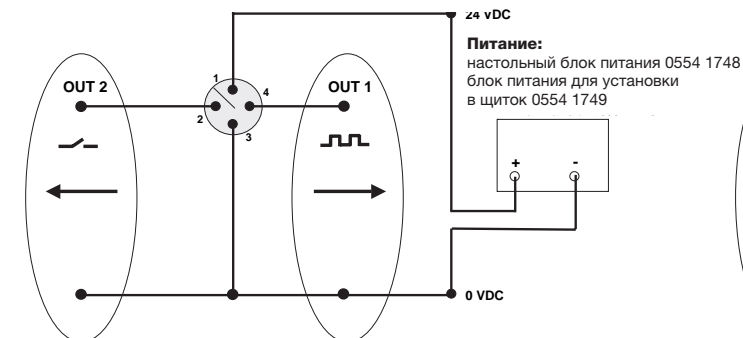 24 VDC
Питание:
настольный блок питания 0554 1748
блок питания для установки
в щиток 0554 1749
OUT 2
1
4
OUT 1
2
3
+ -
0 VDC